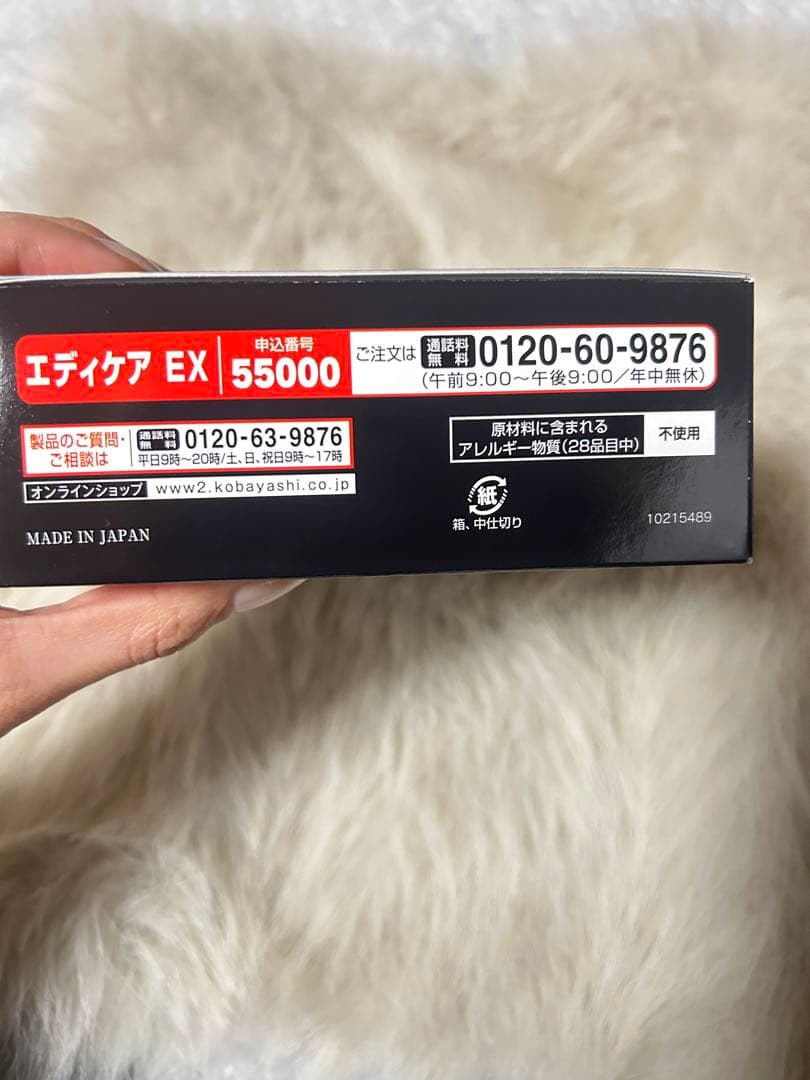 エディケア EX
申込番号
55000
ご注文は 通話料無料 0120-60-9876
(午前9:00〜午後9:00/年中無休)
製品のご質問・
ご相談は
通話料無料 0120-63-9876
平日9時〜20時/土、日、祝日9時〜17時
オンラインショップ www2.kobayashi.co.jp
MADE IN JAPAN
原材料に含まれる
アレルギー物質(28品目中)
不使用
紙
箱、中仕切り
10215489